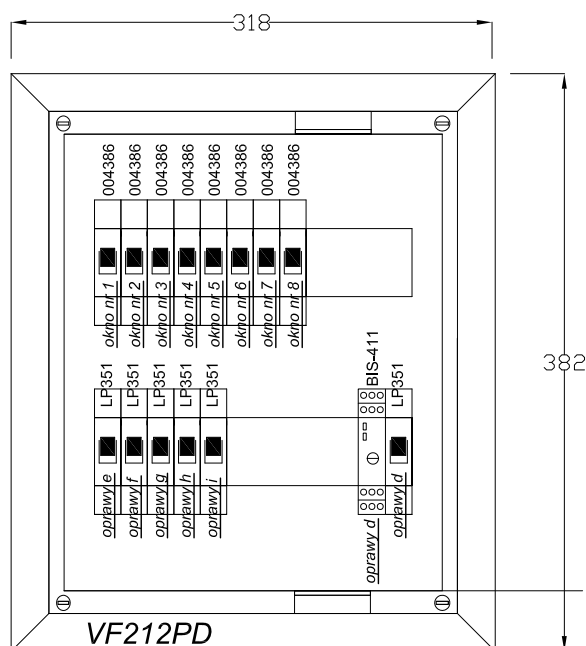 318
004386 004386 004386 004386 004386 004386 004386 004386
okno nr 1 okno nr 2 okno nr 3 okno nr 4 okno nr 5 okno nr 6 okno nr 7 okno nr 8
382
LP351 LP351 LP351 LP351 LP351 BIS-411 LP351
oprawy e oprawy f oprawy g oprawy h oprawy i oprawy d oprawy d
VF212PD